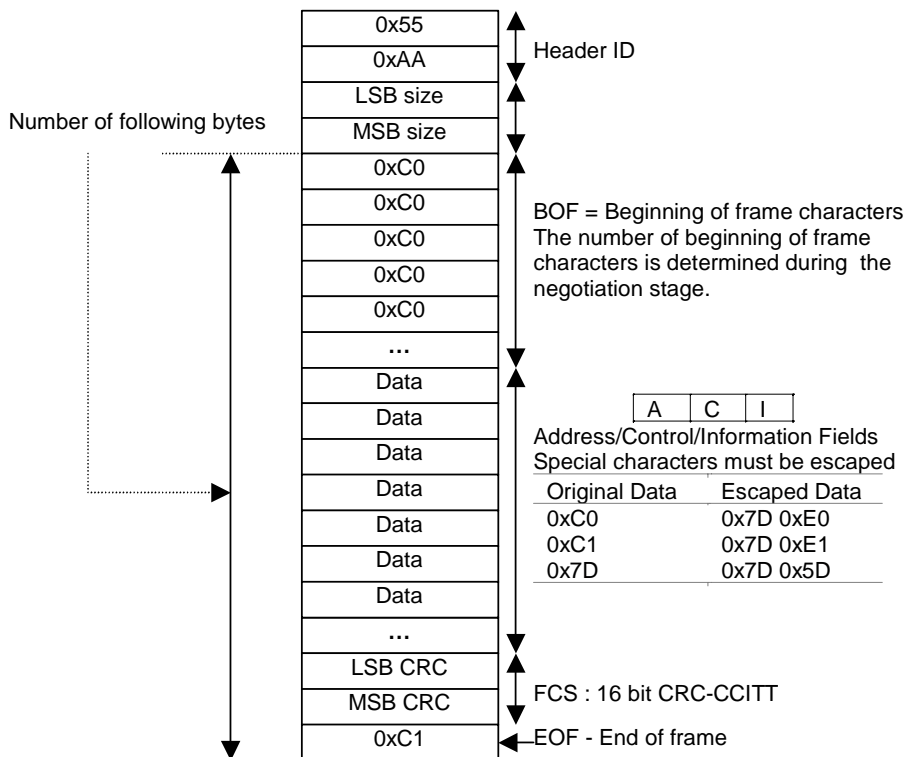 0x55
0xAA
Header ID
LSB size
MSB size
Number of following bytes
0xC0
0xC0
0xC0
0xC0
0xC0
...
BOF = Beginning of frame characters
The number of beginning of frame
characters is determined during the
negotiation stage.
Data
Data
Data
Data
Data
Data
Data
...
A C I
Address/Control/Information Fields
Special characters must be escaped
Original Data Escaped Data
0xC0 0x7D 0xE0
0xC1 0x7D 0xE1
0x7D 0x7D 0x5D
LSB CRC
MSB CRC
FCS : 16 bit CRC-CCITT
0xC1
EOF - End of frame